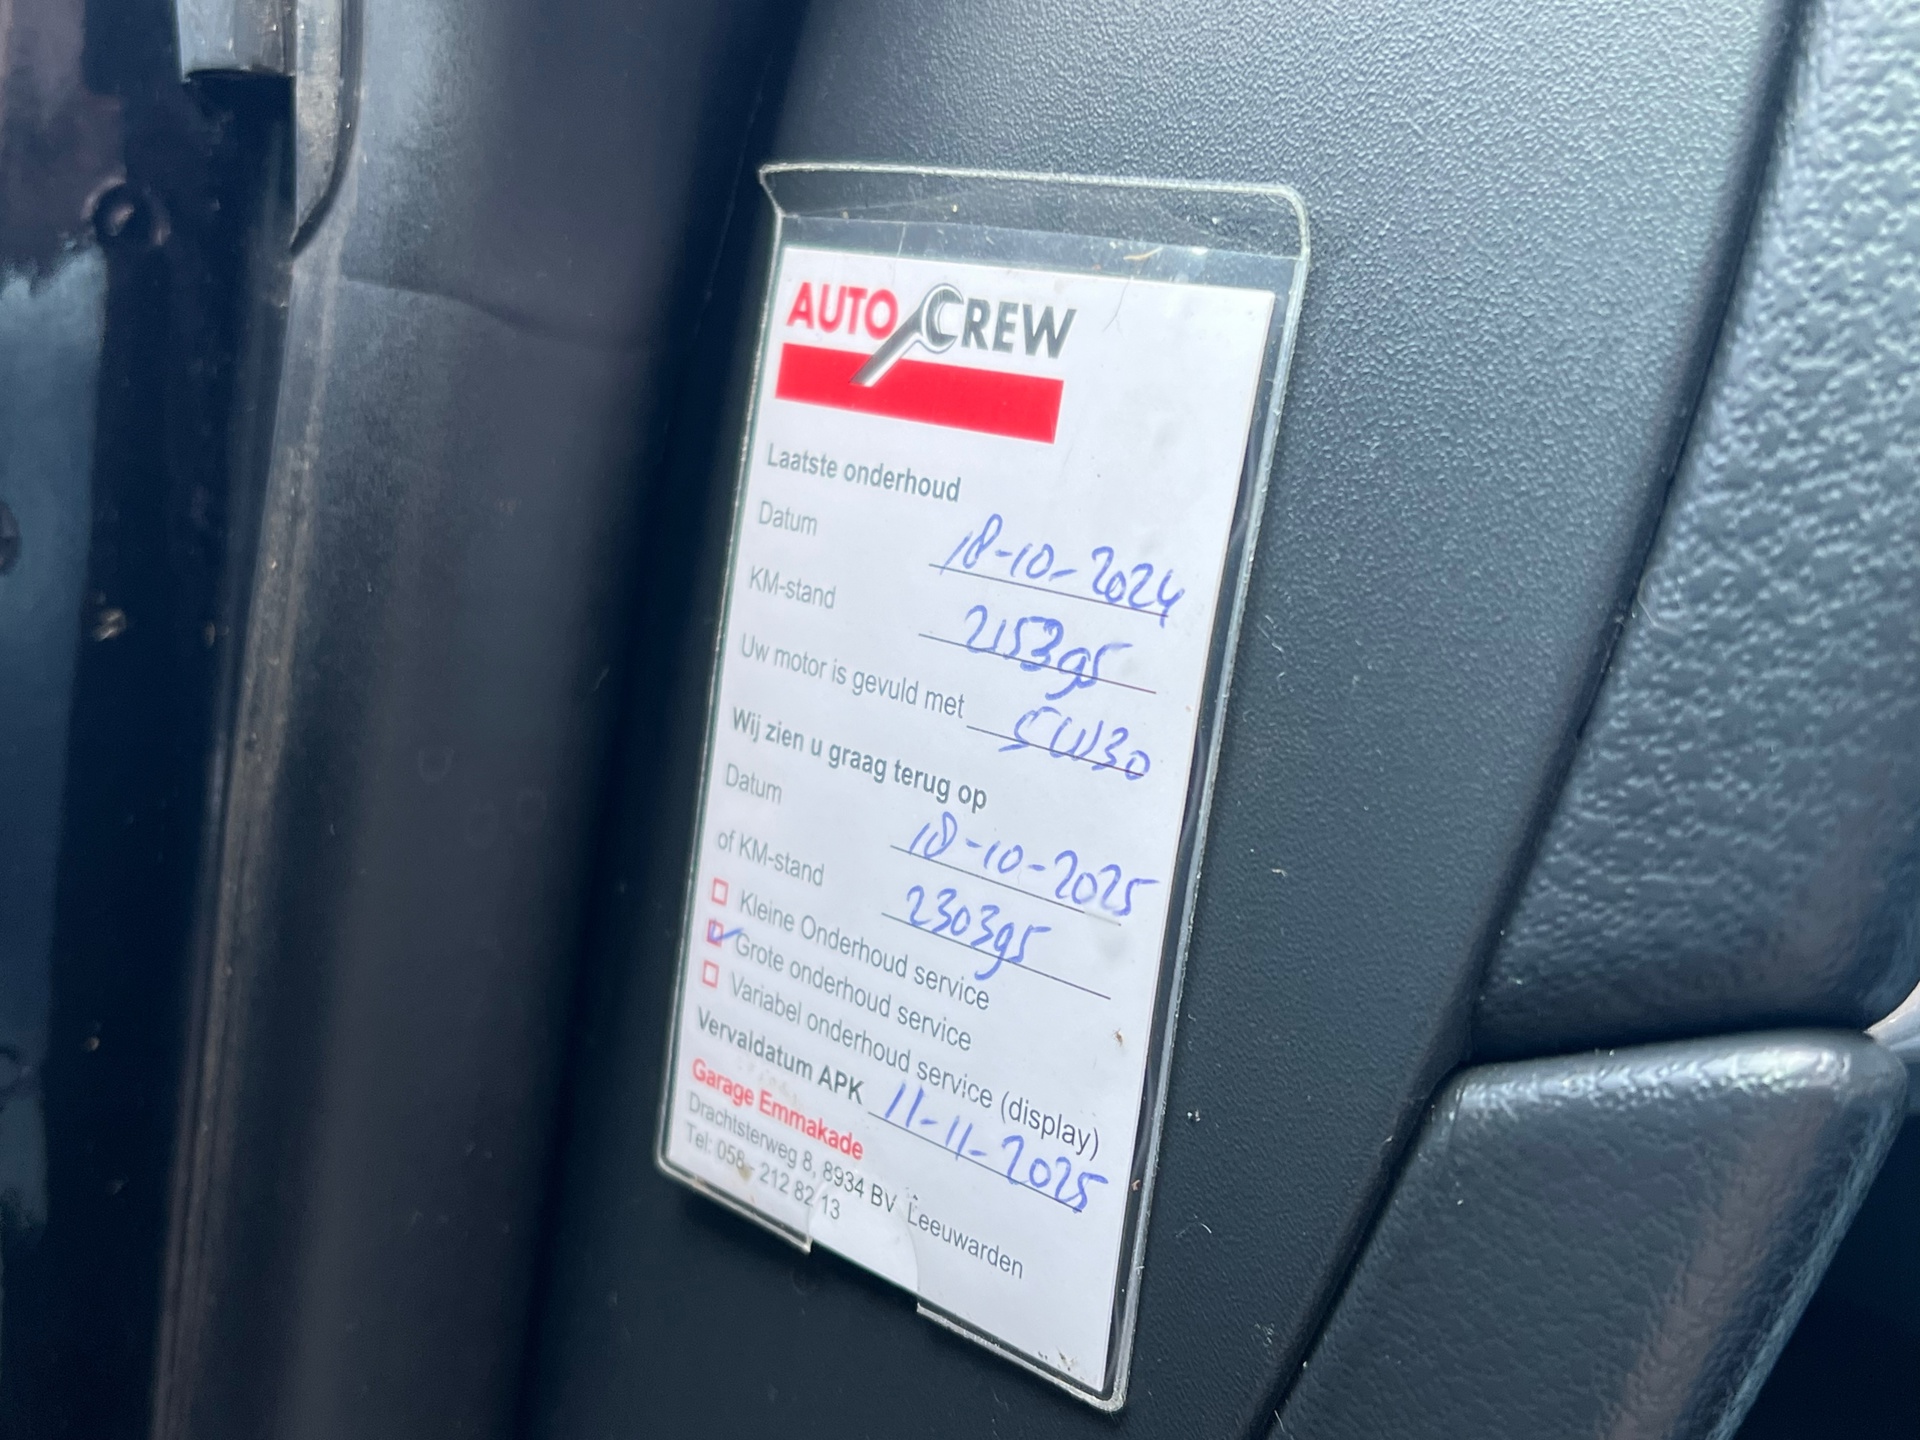 AUTO CREW
Laatste onderhoud
Datum 18-10-2024
KM-stand 215395
Uw motor is gevuld met 5W30
Wij zien u graag terug op
Datum 18-10-2025
of KM-stand 230395
Kleine Onderhoud service
Grote onderhoud service
Variabel onderhoud service (display)
Vervaldatum APK 11-11-2025
Garage Emmakade
Drachtsterweg 8, 8934 BV Leeuwarden
Tel: 058 - 212 82 13